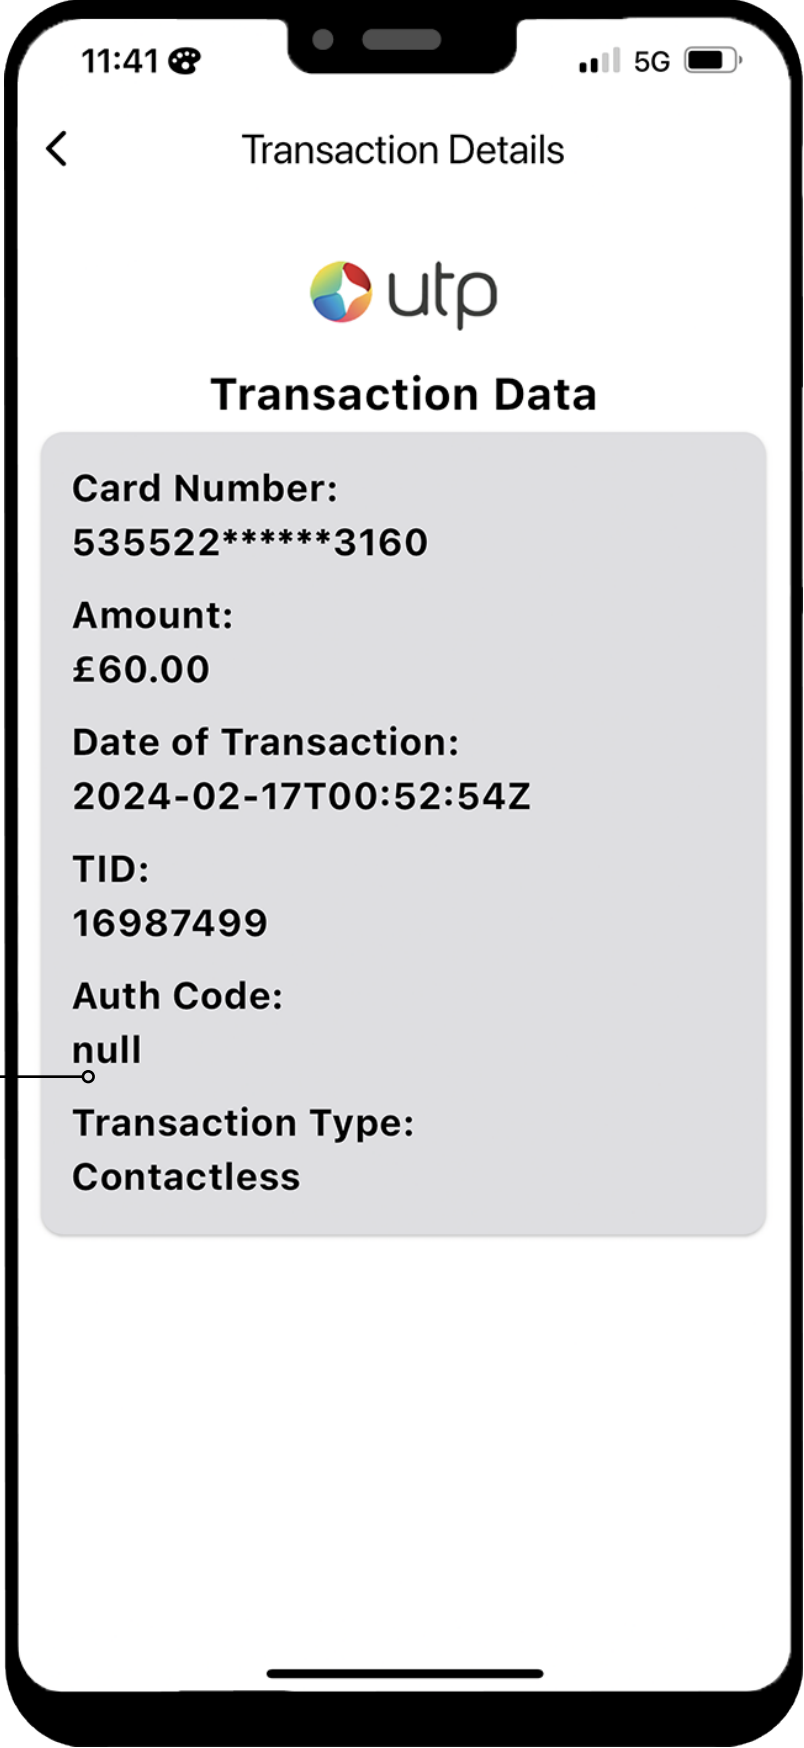 11:41
5G
Transaction Details
utp
Transaction Data
Card Number:
535522******3160
Amount:
£60.00
Date of Transaction:
2024-02-17T00:52:54Z
TID:
16987499
Auth Code:
null
Transaction Type:
Contactless